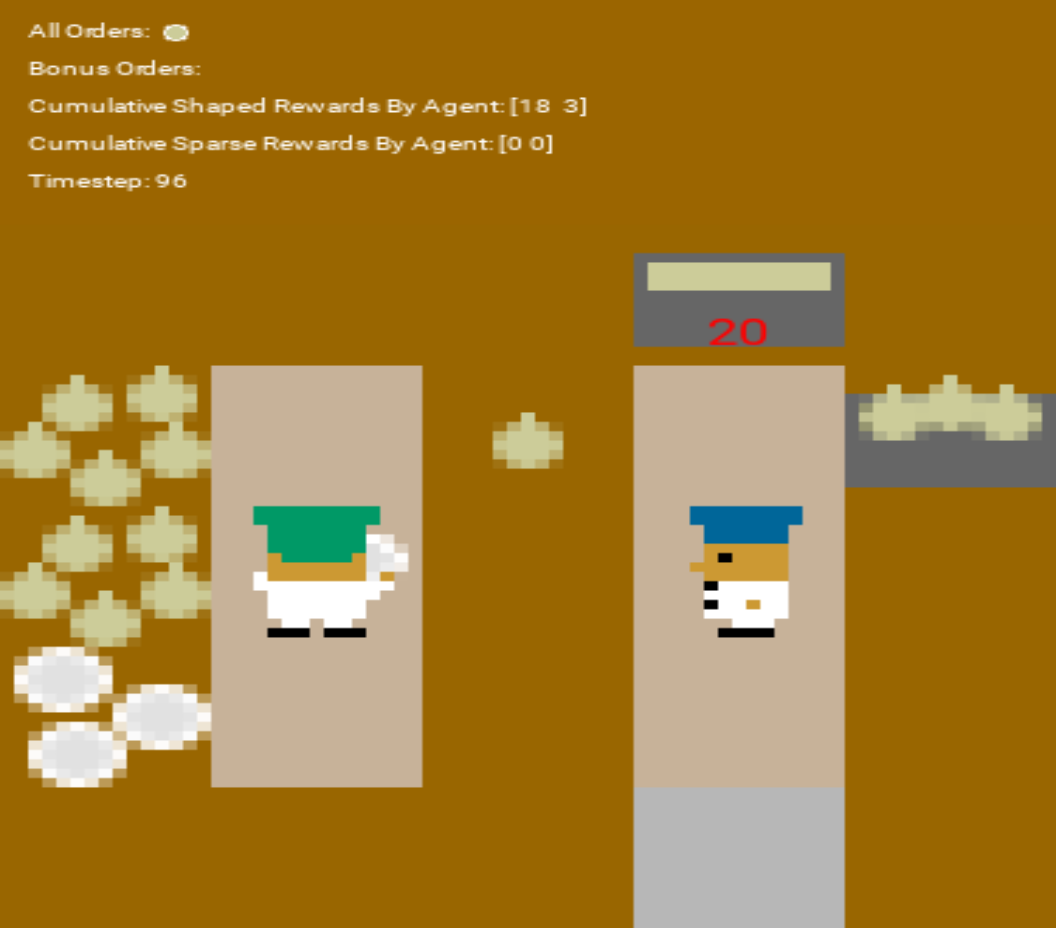 All Orders:
Bonus Orders:
Cumulative Shaped Rewards By Agent: [18 3]
Cumulative Sparse Rewards By Agent: [0 0]
Timestep: 96
20